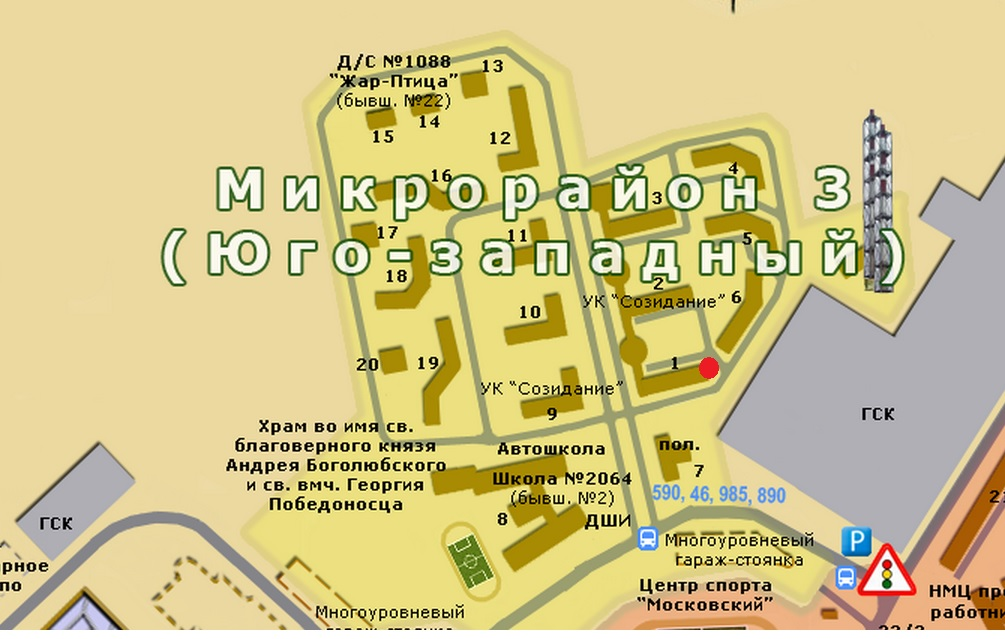 Д/С №1088
"Жар-Птица"
(бывш. №22)
13
14
15
12
16
Микрорайон 3
(Юго-западный)
4
3
17
11
5
18
2
УК "Созидание"
6
10
20
19
1
УК "Созидание"
9
ГСК
Храм во имя св.
благоверного князя
Андрея Боголюбского
и св. вмч. Георгия
Победоносца
Автошкола
Школа №2064
(бывш. №2)
8
ДШИ
пол.
7
590, 46, 985, 890
ГСК
Многоуровневый
гараж-стоянка
P
Центр спорта
"Московский"
НМЦ
Многоуровневый